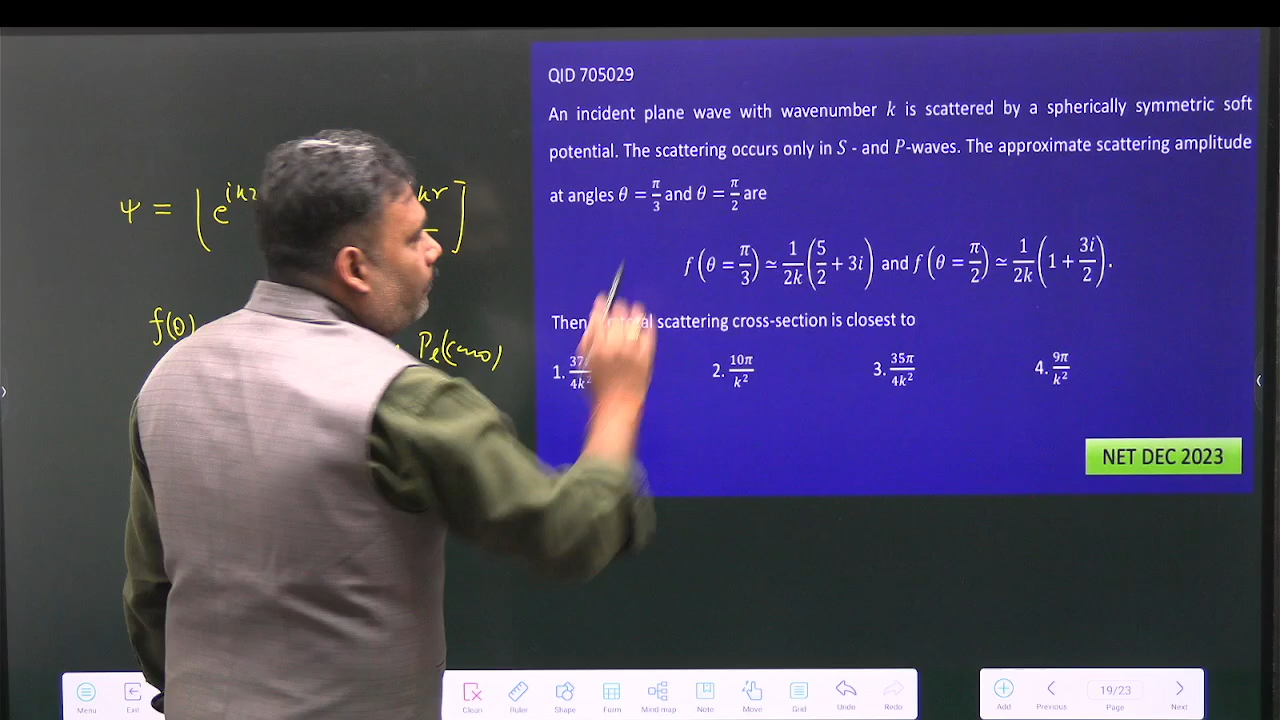 QID 705029
An incident plane wave with wavenumber k is scattered by a spherically symmetric soft
potential. The scattering occurs only in S - and P-waves. The approximate scattering amplitude
at angles θ = π/3 and θ = π/2 are
f(θ = π/3) ≃ 1/2k (5/2 + 3i) and f(θ = π/2) ≃ 1/2k (1 + 3i/2).
Then scattering cross-section is closest to
1. 2. 10π/k² 3. 35π/4k² 4. 9π/k²
NET DEC 2023
ψ =
f(θ)
Pℓ(cosθ)
Menu
Clean Ruler Shape Form Mind map Note Move Grid Undo Redo
Add Previous 19/23 Page Next